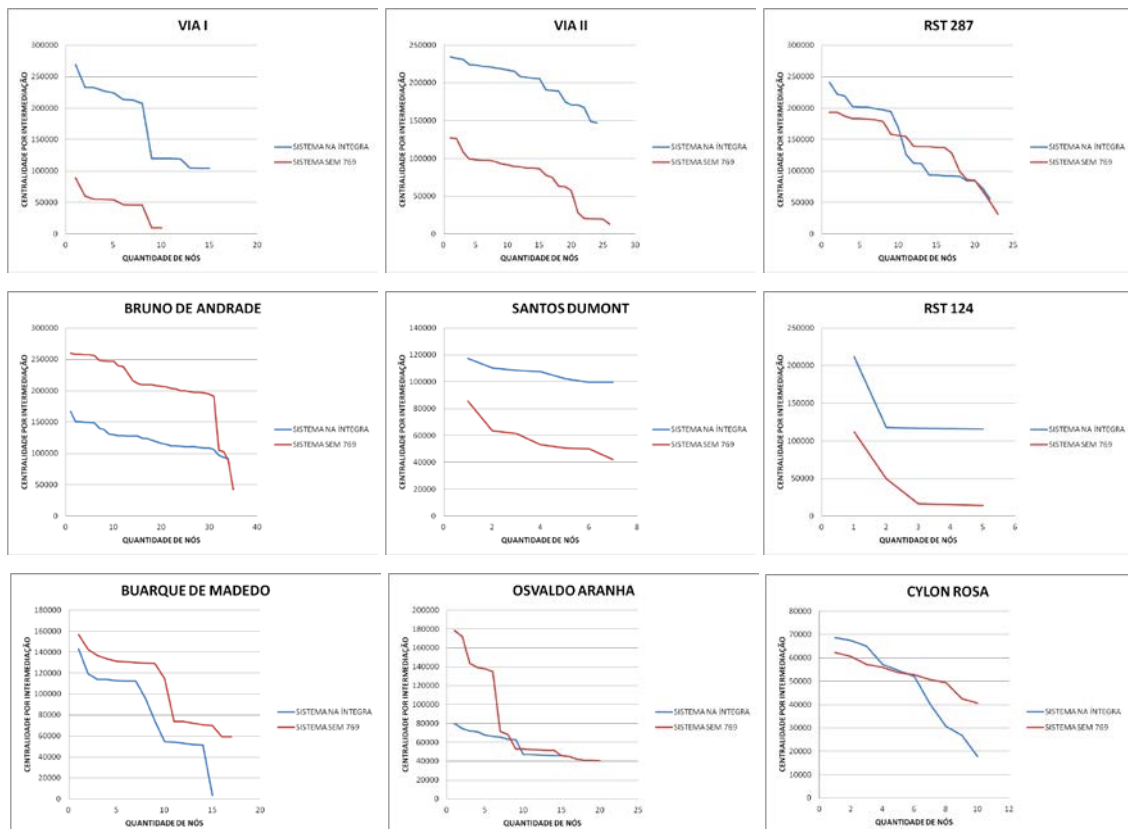 VIA I
CENTRALIDADE POR INTERMEDIAÇÃO
300000
250000
200000
150000
100000
50000
0
0 5 10 15 20
QUANTIDADE DE NÓS
SISTEMA NA ÍNTEGRA
SISTEMA SEM 769
VIA II
CENTRALIDADE POR INTERMEDIAÇÃO
250000
200000
150000
100000
50000
0
0 5 10 15 20 25 30
QUANTIDADE DE NÓS
SISTEMA NA ÍNTEGRA
SISTEMA SEM 769
RST 287
CENTRALIDADE POR INTERMEDIAÇÃO
300000
250000
200000
150000
100000
50000
0
0 5 10 15 20 25
QUANTIDADE DE NÓS
SISTEMA NA ÍNTEGRA
SISTEMA SEM 769
BRUNO DE ANDRADE
CENTRALIDADE POR INTERMEDIAÇÃO
300000
250000
200000
150000
100000
50000
0
0 10 20 30 40
QUANTIDADE DE NÓS
SISTEMA NA ÍNTEGRA
SISTEMA SEM 769
SANTOS DUMONT
CENTRALIDADE POR INTERMEDIAÇÃO
140000
120000
100000
80000
60000
40000
20000
0
0 2 4 6 8
QUANTIDADE DE NÓS
SISTEMA NA ÍNTEGRA
SISTEMA SEM 769
RST 124
CENTRALIDADE POR INTERMEDIAÇÃO
250000
200000
150000
100000
50000
0
0 1 2 3 4 5 6
QUANTIDADE DE NÓS
SISTEMA NA ÍNTEGRA
SISTEMA SEM 769
BUARQUE DE MADEDO
CENTRALIDADE POR INTERMEDIAÇÃO
180000
160000
140000
120000
100000
80000
60000
40000
20000
0
0 5 10 15 20
QUANTIDADE DE NÓS
SISTEMA NA ÍNTEGRA
SISTEMA SEM 769
OSVALDO ARANHA
CENTRALIDADE POR INTERMEDIAÇÃO
200000
180000
160000
140000
120000
100000
80000
60000
40000
20000
0
0 5 10 15 20 25
QUANTIDADE DE NÓS
SISTEMA NA ÍNTEGRA
SISTEMA SEM 769
CYLON ROSA
CENTRALIDADE POR INTERMEDIAÇÃO
80000
70000
60000
50000
40000
30000
20000
10000
0
0 2 4 6 8 10 12
QUANTIDADE DE NÓS
SISTEMA NA ÍNTEGRA
SISTEMA SEM 769